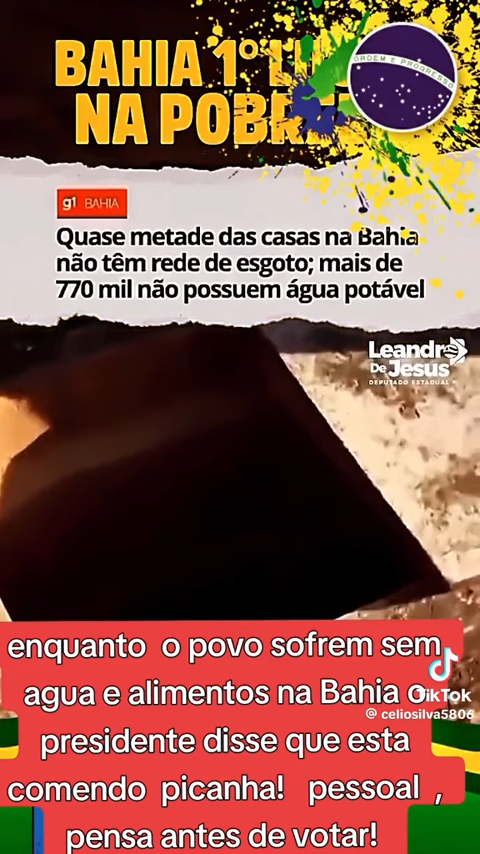 BAHIA 1º
NA
ORDEM E PROGRESSO
g1 BAHIA
Quase metade das casas na Bahia
não têm rede de esgoto; mais de
770 mil não possuem água potável
Leandro
De Jesus
DEPUTADO ESTADUAL
enquanto o povo sofrem sem
agua e alimentos na Bahia o
TikTok
@ celiosilva5806
presidente disse que esta
comendo picanha! pessoal ,
pensa antes de votar!